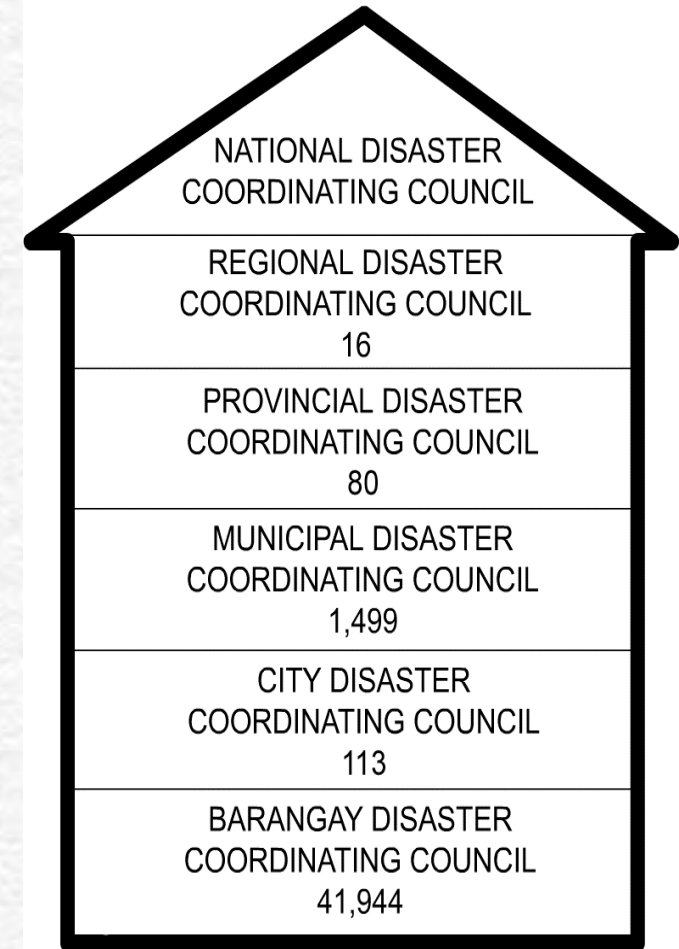 NATIONAL DISASTER
COORDINATING COUNCIL
REGIONAL DISASTER
COORDINATING COUNCIL
16
PROVINCIAL DISASTER
COORDINATING COUNCIL
80
MUNICIPAL DISASTER
COORDINATING COUNCIL
1,499
CITY DISASTER
COORDINATING COUNCIL
113
BARANGAY DISASTER
COORDINATING COUNCIL
41,944